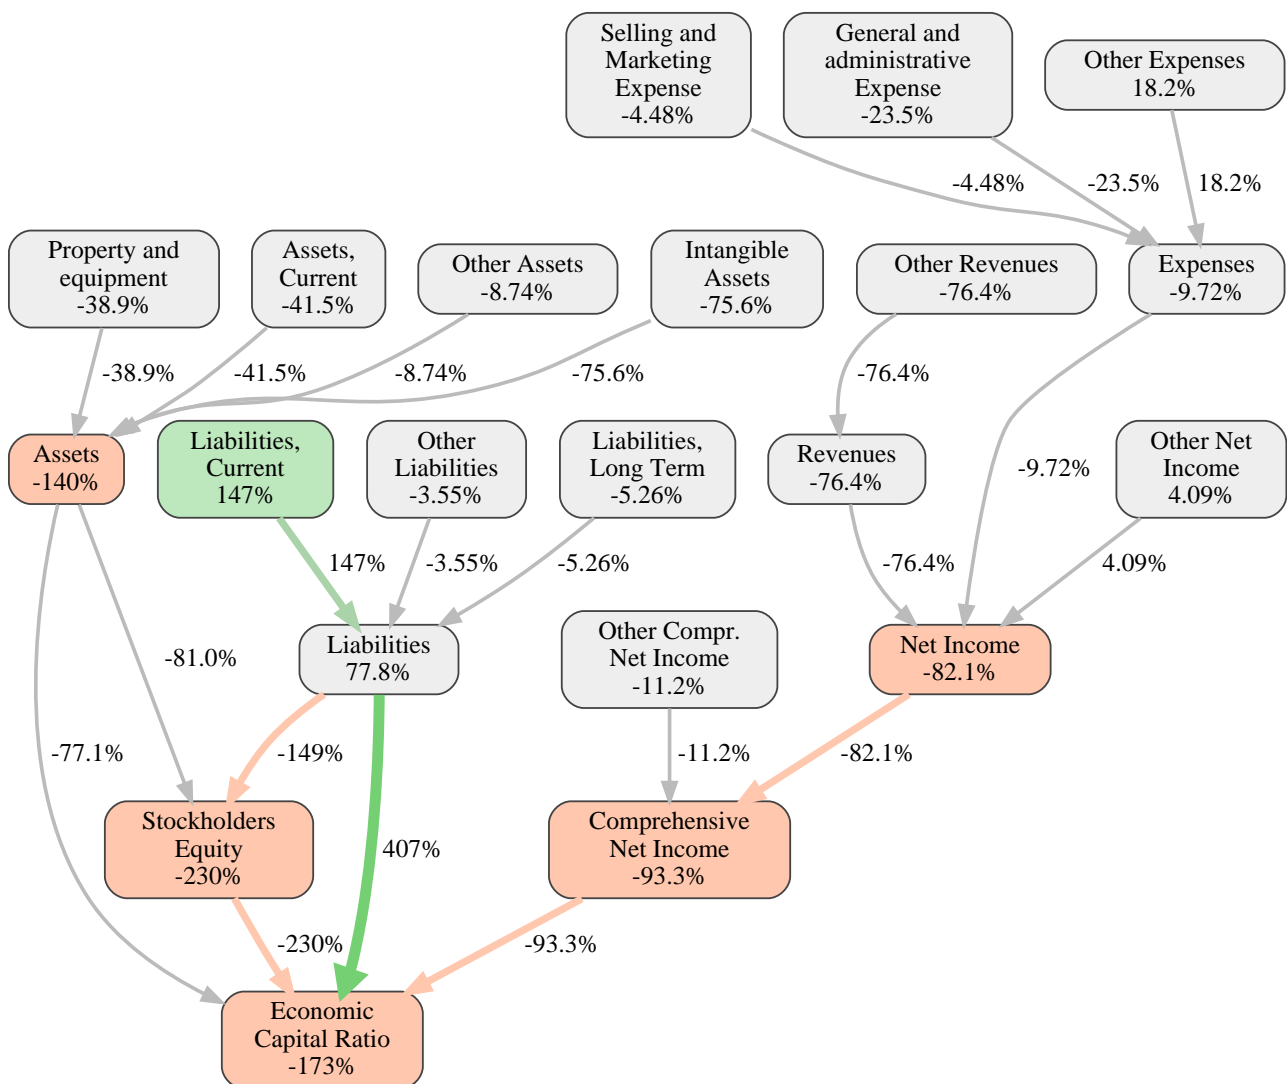 Selling and
Marketing
Expense
-4.48%
General and
administrative
Expense
-23.5%
Other Expenses
18.2%
-4.48%
-23.5%
18.2%
Property and
equipment
-38.9%
Assets,
Current
-41.5%
Other Assets
-8.74%
Intangible
Assets
-75.6%
Other Revenues
-76.4%
Expenses
-9.72%
-38.9%
-41.5%
-8.74%
-75.6%
-76.4%
Assets
-140%
Liabilities,
Current
147%
Other
Liabilities
-3.55%
Liabilities,
Long Term
-5.26%
Revenues
-76.4%
-9.72%
Other Net
Income
4.09%
147%
-3.55%
-5.26%
-76.4%
4.09%
-81.0%
Liabilities
77.8%
Other Compr.
Net Income
-11.2%
Net Income
-82.1%
-77.1%
-149%
-11.2%
-82.1%
Stockholders
Equity
-230%
407%
Comprehensive
Net Income
-93.3%
-230%
-93.3%
Economic
Capital Ratio
-173%